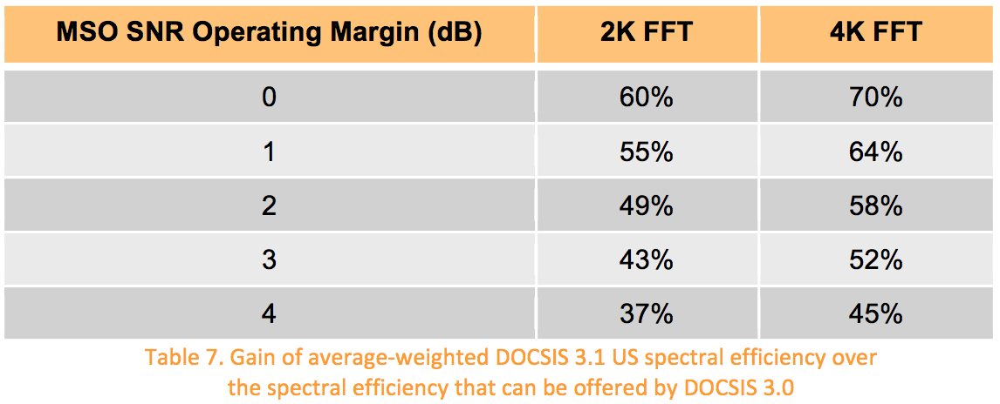 MSO SNR Operating Margin (dB) 2K FFT 4K FFT
0 60% 70%
1 55% 64%
2 49% 58%
3 43% 52%
4 37% 45%
Table 7. Gain of average-weighted DOCSIS 3.1 US spectral efficiency over
the spectral efficiency that can be offered by DOCSIS 3.0